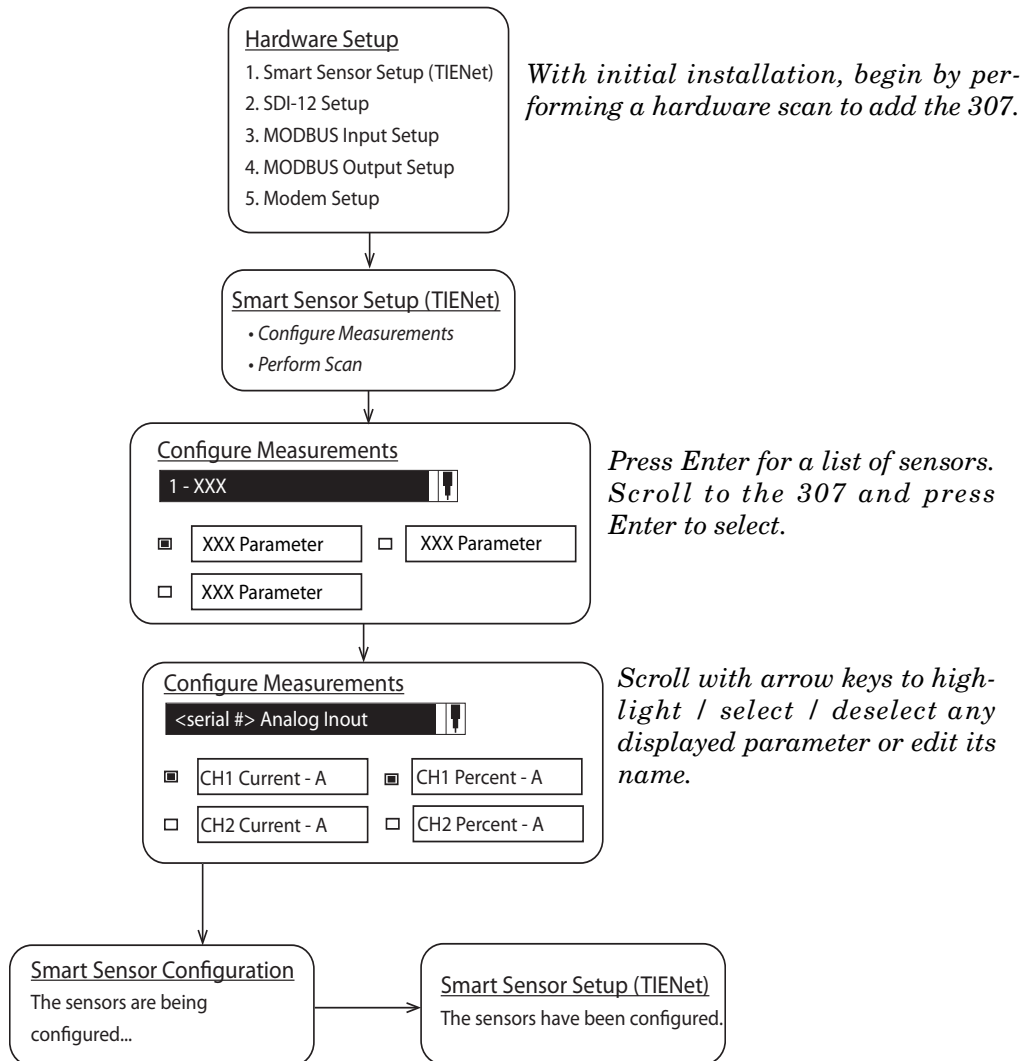 Hardware Setup
1. Smart Sensor Setup (TIENet)
2. SDI-12 Setup
3. MODBUS Input Setup
4. MODBUS Output Setup
5. Modem Setup
With initial installation, begin by per-
forming a hardware scan to add the 307.
Smart Sensor Setup (TIENet)
• Configure Measurements
• Perform Scan
Configure Measurements
1 - XXX
XXX Parameter
XXX Parameter
XXX Parameter
Press Enter for a list of sensors.
Scroll to the 307 and press
Enter to select.
Configure Measurements
<serial #> Analog Inout
CH1 Current - A
CH1 Percent - A
CH2 Current - A
CH2 Percent - A
Scroll with arrow keys to high-
light / select / deselect any
displayed parameter or edit its
name.
Smart Sensor Configuration
The sensors are being
configured...
Smart Sensor Setup (TIENet)
The sensors have been configured.